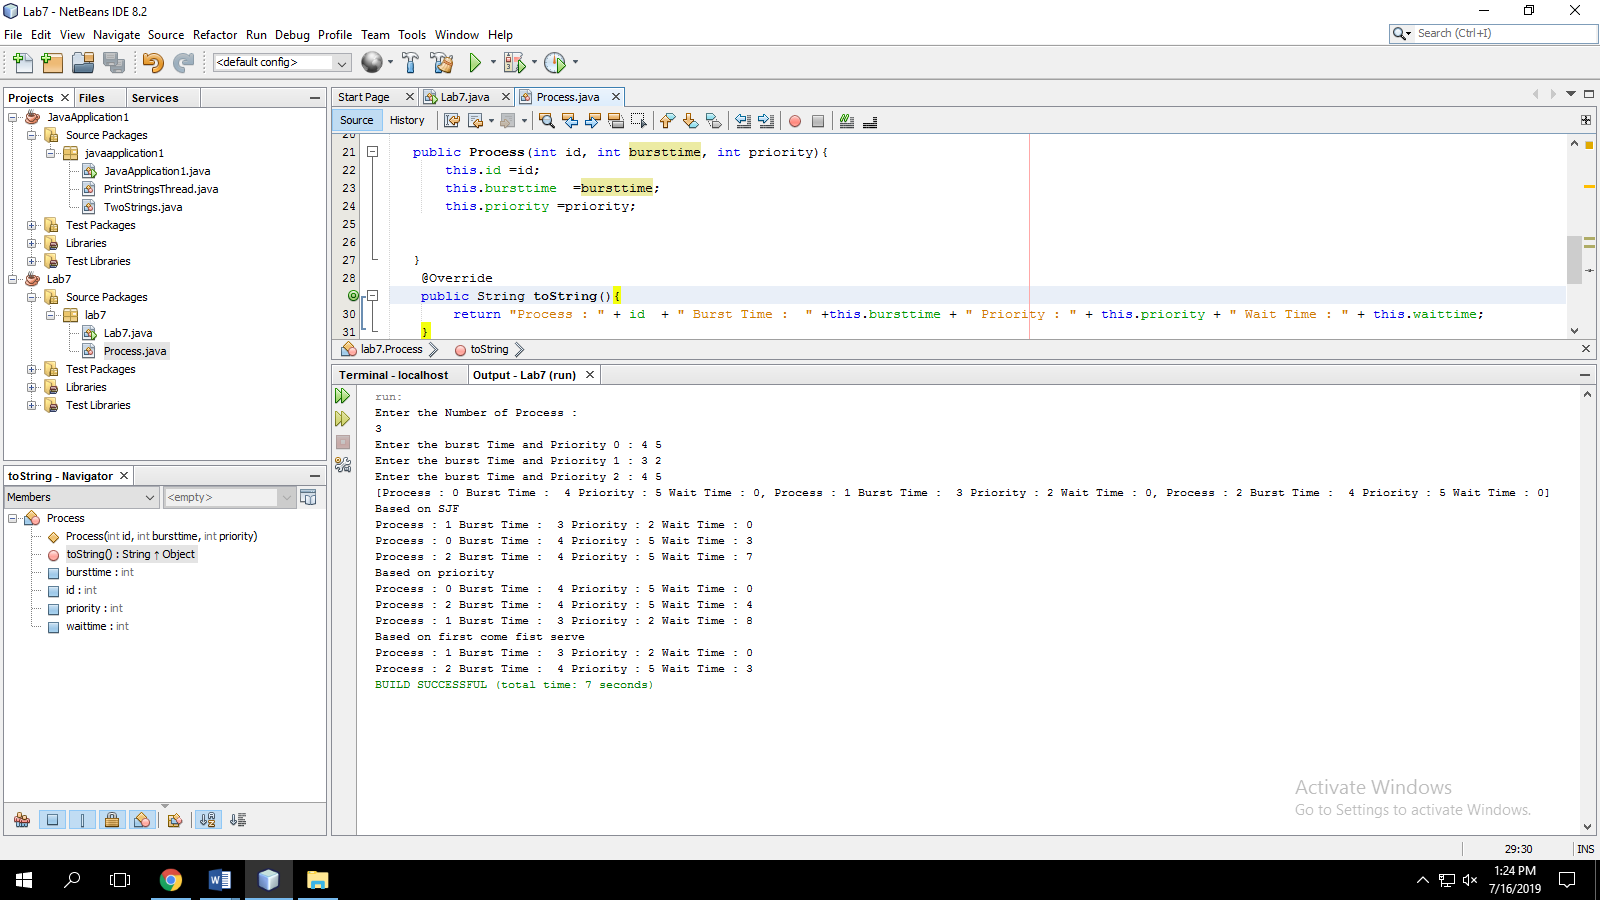 Lab7 - NetBeans IDE 8.2
File Edit View Navigate Source Refactor Run Debug Profile Team Tools Window Help
Search (Ctrl+I)
<default config>
Projects Files Services
JavaApplication1
Source Packages
javaapplication1
JavaApplication1.java
PrintStringsThread.java
TwoStrings.java
Test Packages
Libraries
Test Libraries
Lab7
Source Packages
lab7
Lab7.java
Process.java
Test Packages
Libraries
Test Libraries
toString - Navigator
Members <empty>
Process
Process(int id, int bursttime, int priority)
toString() : String ↑ Object
bursttime : int
id : int
priority : int
waittime : int
Start Page Lab7.java Process.java
Source History
20
21 public Process(int id, int bursttime, int priority){
22 this.id =id;
23 this.bursttime  =bursttime;
24 this.priority =priority;
25
26
27 }
28 @Override
public String toString(){
30 return "Process : " + id  + " Burst Time :  " +this.bursttime + " Priority : " + this.priority + " Wait Time : " + this.waittime;
31 }
lab7.Process toString
Terminal - localhost Output - Lab7 (run)
run:
Enter the Number of Process :
3
Enter the burst Time and Priority 0 : 4 5
Enter the burst Time and Priority 1 : 3 2
Enter the burst Time and Priority 2 : 4 5
[Process : 0 Burst Time :  4 Priority : 5 Wait Time : 0, Process : 1 Burst Time :  3 Priority : 2 Wait Time : 0, Process : 2 Burst Time :  4 Priority : 5 Wait Time : 0]
Based on SJF
Process : 1 Burst Time :  3 Priority : 2 Wait Time : 0
Process : 0 Burst Time :  4 Priority : 5 Wait Time : 3
Process : 2 Burst Time :  4 Priority : 5 Wait Time : 7
Based on priority
Process : 0 Burst Time :  4 Priority : 5 Wait Time : 0
Process : 2 Burst Time :  4 Priority : 5 Wait Time : 4
Process : 1 Burst Time :  3 Priority : 2 Wait Time : 8
Based on first come fist serve
Process : 1 Burst Time :  3 Priority : 2 Wait Time : 0
Process : 2 Burst Time :  4 Priority : 5 Wait Time : 3
BUILD SUCCESSFUL (total time: 7 seconds)
Activate Windows
Go to Settings to activate Windows.
29:30 INS
1:24 PM
7/16/2019